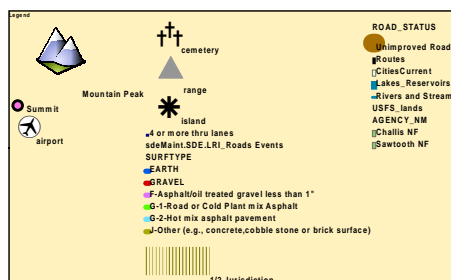 Legend
cemetery
Mountain Peak
range
Summit
island
airport
4 or more thru lanes
sdeMaint.SDE.LRI_Roads Events
SURFTYPE
EARTH
GRAVEL
F-Asphalt/oil treated gravel less than 1"
G-1-Road or Cold Plant mix Asphalt
G-2-Hot mix asphalt pavement
J-Other (e.g., concrete,cobble stone or brick surface)
1/2 Jurisdiction
ROAD_STATUS
Unimproved Road
Routes
CitiesCurrent
Lakes_Reservoirs
Rivers and Stream
USFS_lands
AGENCY_NM
Challis NF
Sawtooth NF